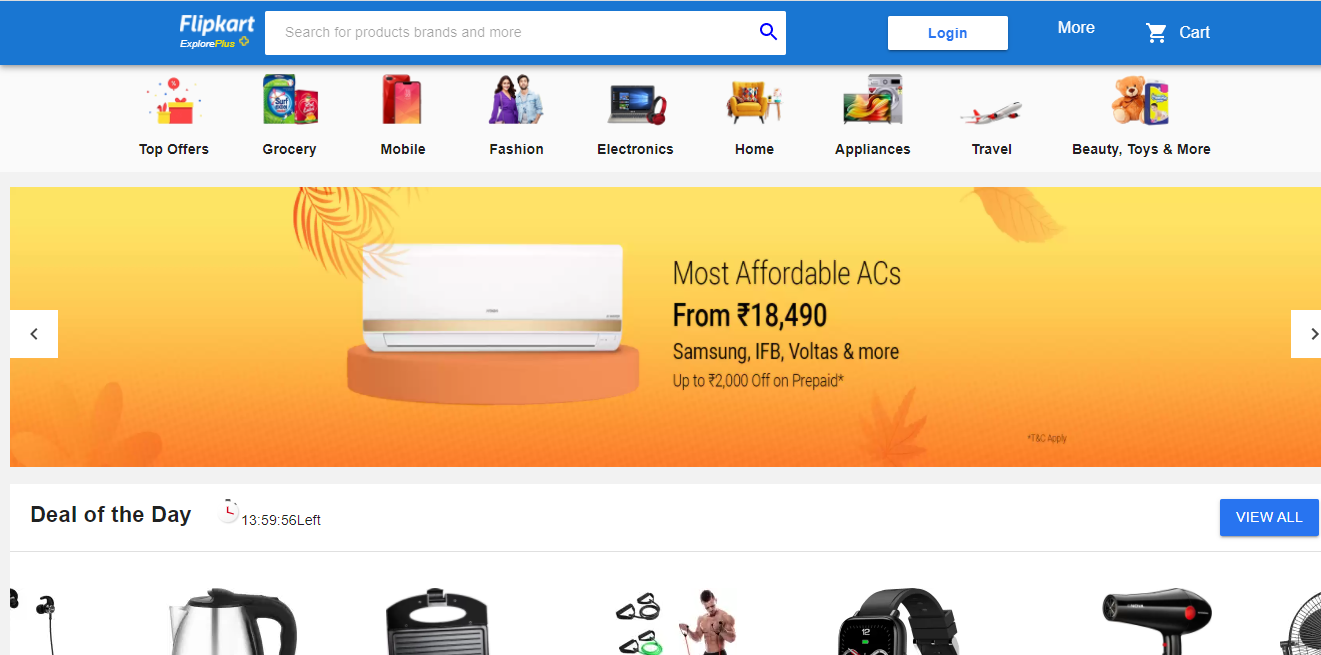 Flipkart
ExplorePlus
Search for products brands and more
Login
More
Cart
Top Offers
Grocery
Mobile
Fashion
Electronics
Home
Appliances
Travel
Beauty, Toys & More
Most Affordable ACs
From ₹18,490
Samsung, IFB, Voltas & more
Up to ₹2,000 Off on Prepaid*
*T&C Apply
Deal of the Day
13:59:56Left
VIEW ALL
12